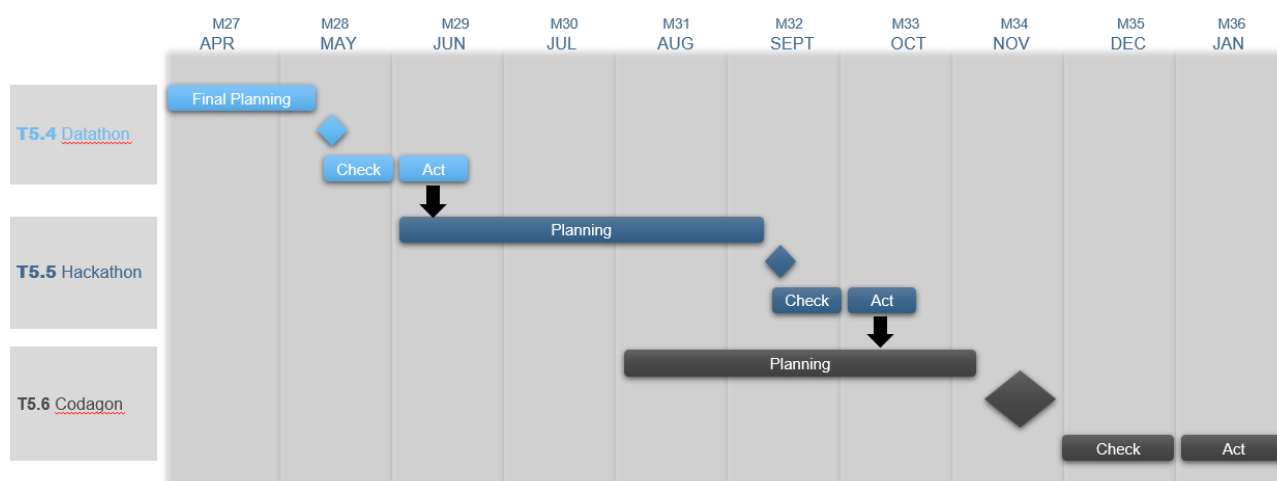 M27 M28 M29 M30 M31 M32 M33 M34 M35 M36
APR MAY JUN JUL AUG SEPT OCT NOV DEC JAN
Final Planning
T5.4 Datathon
Check Act
Planning
T5.5 Hackathon
Check Act
Planning
T5.6 Codagon
Check Act